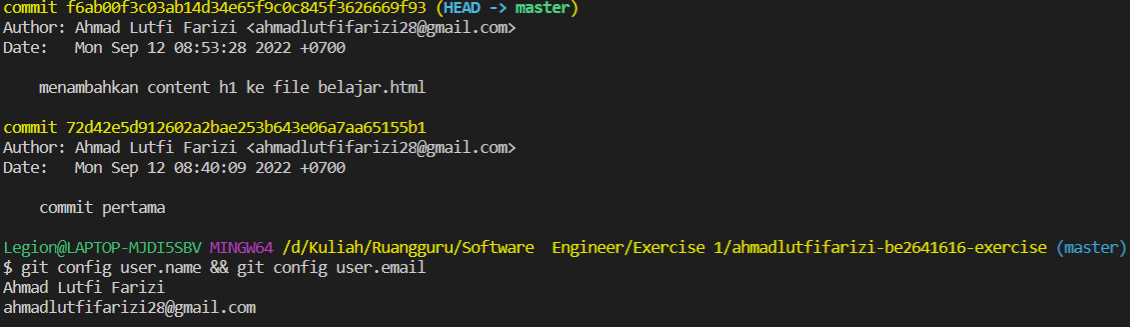 commit f6ab00f3c03ab14d34e65f9c0c845f3626669f93 (HEAD -> master)
Author: Ahmad Lutfi Farizi <ahmadlutfifarizi28@gmail.com>
Date:   Mon Sep 12 08:53:28 2022 +0700
menambahkan content h1 ke file belajar.html
commit 72d42e5d912602a2bae253b643e06a7aa65155b1
Author: Ahmad Lutfi Farizi <ahmadlutfifarizi28@gmail.com>
Date:   Mon Sep 12 08:40:09 2022 +0700
commit pertama
Legion@LAPTOP-MJDI5SBV MINGW64 /d/Kuliah/Ruangguru/Software  Engineer/Exercise 1/ahmadlutfifarizi-be2641616-exercise (master)
$ git config user.name && git config user.email
Ahmad Lutfi Farizi
ahmadlutfifarizi28@gmail.com